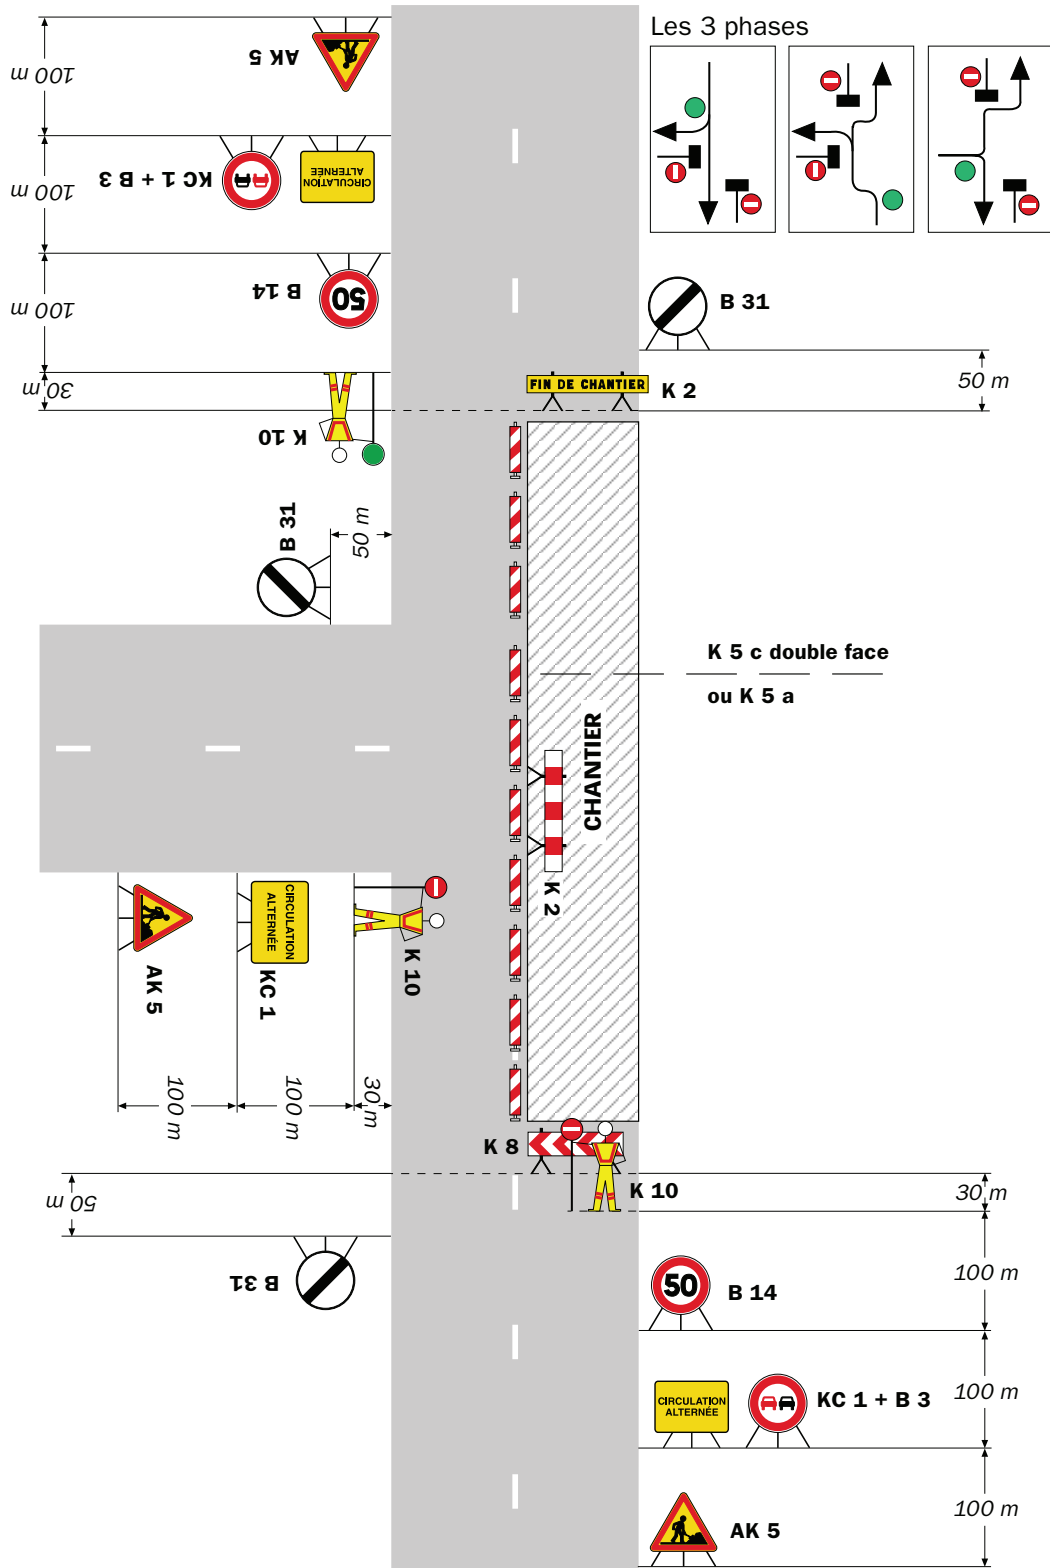 Les 3 phases
100 m
AK 5
100 m
KC 1 + B 3
CIRCULATION
ALTERNÉE
100 m
B 14
50
B 31
30 m
K 10
FIN DE CHANTIER
K 2
50 m
B 31
50 m
K 5 c double face
ou K 5 a
CHANTIER
K 2
AK 5
CIRCULATION
ALTERNÉE
KC 1
K 10
100 m
100 m
30 m
K 8
K 10
30 m
50 m
B 31
50
B 14
100 m
CIRCULATION
ALTERNÉE
KC 1 + B 3
100 m
AK 5
100 m